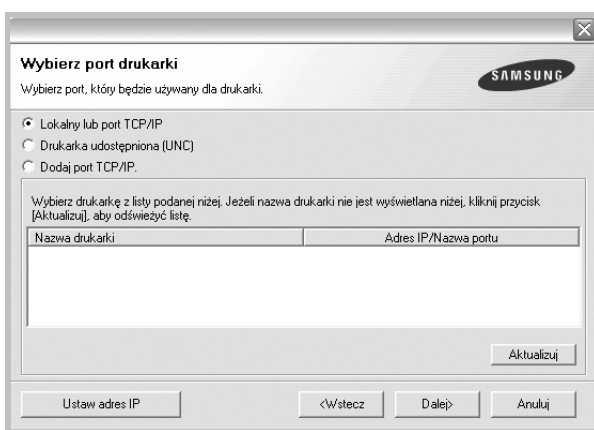 Wybierz port drukarki
Wybierz port, który będzie używany dla drukarki.
SAMSUNG
Lokalny lub port TCP/IP
Drukarka udostępniona (UNC)
Dodaj port TCP/IP.
Wybierz drukarkę z listy podanej niżej. Jeżeli nazwa drukarki nie jest wyświetlana niżej, kliknij przycisk
[Aktualizuj], aby odświeżyć listę.
Nazwa drukarki Adres IP/Nazwa portu
Aktualizuj
Ustaw adres IP <Wstecz Dalej> Anuluj